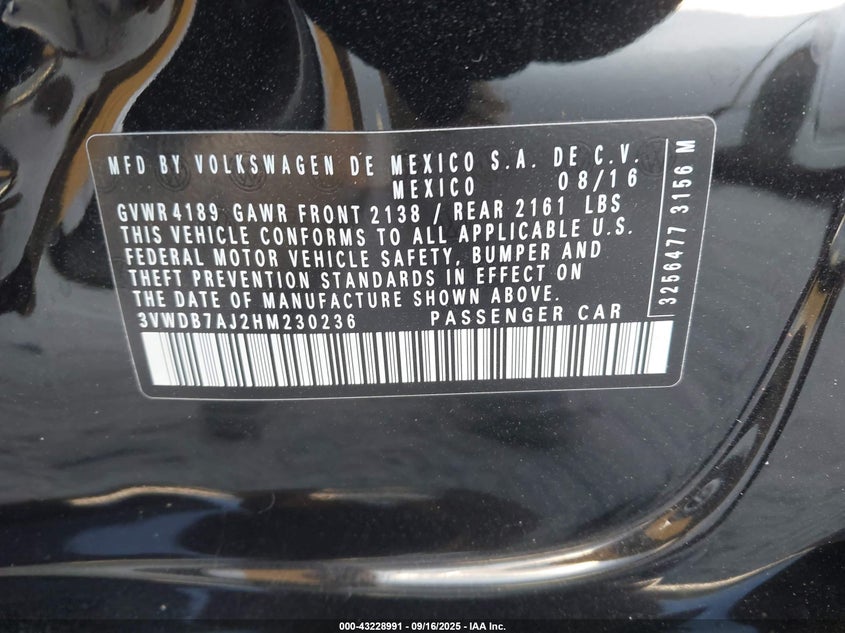 MFD BY VOLKSWAGEN DE MEXICO S.A. DE C.V.
MEXICO 08/16
GVWR 4189 GAWR FRONT 2138 / REAR 2161 LBS
THIS VEHICLE CONFORMS TO ALL APPLICABLE U.S.
FEDERAL MOTOR VEHICLE SAFETY, BUMPER AND
THEFT PREVENTION STANDARDS IN EFFECT ON
THE DATE OF MANUFACTURE SHOWN ABOVE.
3VWDB7AJ2HM230236 PASSENGER CAR
3256477 3156 M
000-43228991 - 09/16/2025 - IAA Inc.